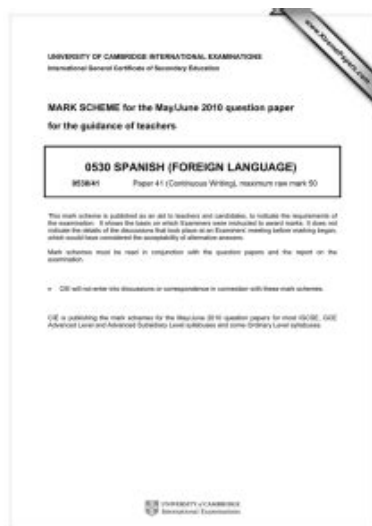 www.XtremePapers.com
UNIVERSITY OF CAMBRIDGE INTERNATIONAL EXAMINATIONS
International General Certificate of Secondary Education
MARK SCHEME for the May/June 2010 question paper
for the guidance of teachers
0530 SPANISH (FOREIGN LANGUAGE)
0530/41 Paper 41 (Continuous Writing), maximum raw mark 50
This mark scheme is published as an aid to teachers and candidates, to indicate the requirements of
the examination. It shows the basis on which Examiners were instructed to award marks. It does not
indicate the details of the discussions that took place at an Examiners' meeting before marking began,
which would have considered the acceptability of alternative answers.
Mark schemes must be read in conjunction with the question papers and the report on the
examination.
• CIE will not enter into discussions or correspondence in connection with these mark schemes.
CIE is publishing the mark schemes for the May/June 2010 question papers for most IGCSE, GCE
Advanced Level and Advanced Subsidiary Level syllabuses and some Ordinary Level syllabuses.
UNIVERSITY of CAMBRIDGE
International Examinations